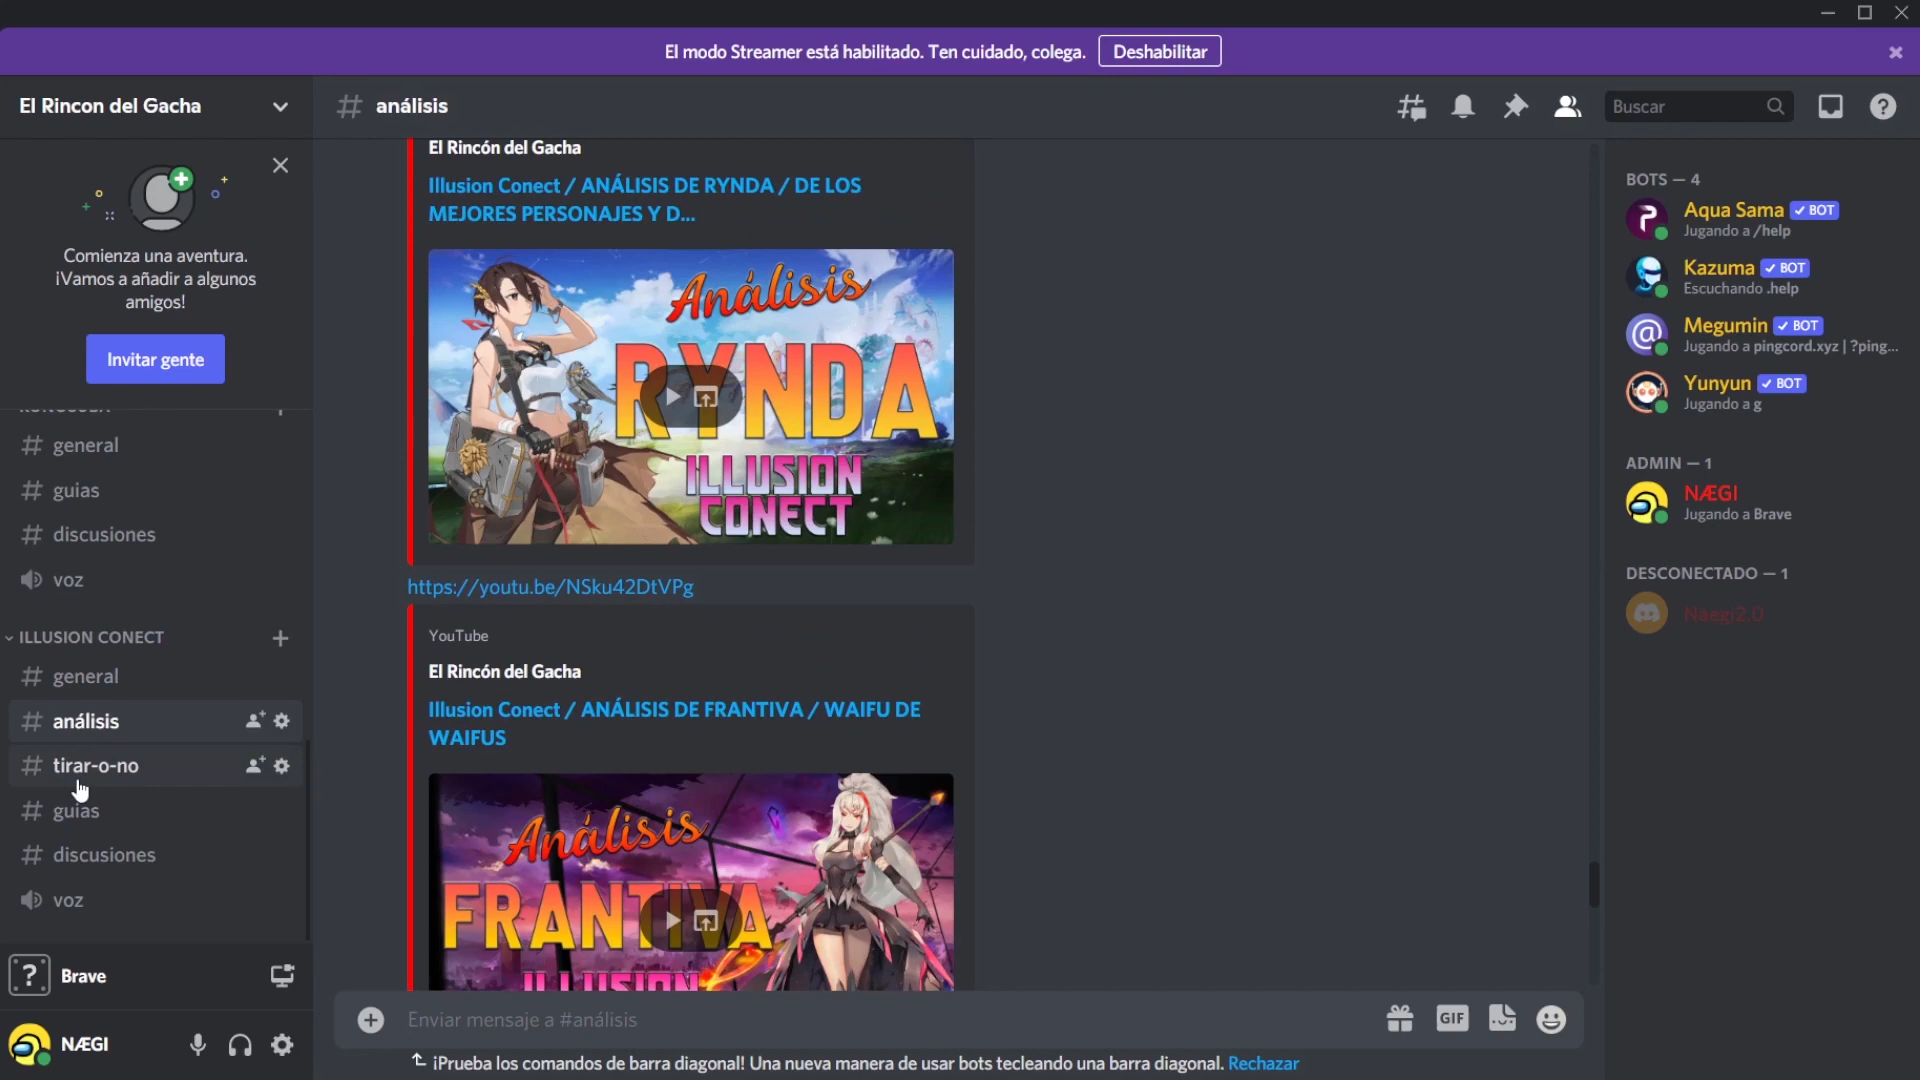 El modo Streamer está habilitado. Ten cuidado, colega.
Deshabilitar
El Rincon del Gacha
análisis
Buscar
Comienza una aventura.
¡Vamos a añadir a algunos
amigos!
Invitar gente
general
guias
discusiones
voz
ILLUSION CONECT
general
análisis
tirar-o-no
guias
discusiones
voz
Brave
NÆGI
El Rincón del Gacha
Illusion Conect / ANÁLISIS DE RYNDA / DE LOS
MEJORES PERSONAJES Y D...
Análisis
RYNDA
ILLUSION
CONECT
https://youtu.be/NSku42DtVPg
YouTube
El Rincón del Gacha
Illusion Conect / ANÁLISIS DE FRANTIVA / WAIFU DE
WAIFUS
Análisis
FRANTIVA
ILLUSION
Enviar mensaje a #análisis
GIF
¡Prueba los comandos de barra diagonal! Una nueva manera de usar bots tecleando una barra diagonal. Rechazar
BOTS — 4
Aqua Sama BOT
Jugando a /help
Kazuma BOT
Escuchando .help
Megumin BOT
Jugando a pingcord.xyz | ?ping...
Yunyun BOT
Jugando a g
ADMIN — 1
NÆGI
Jugando a Brave
DESCONECTADO — 1
Naegi2.0